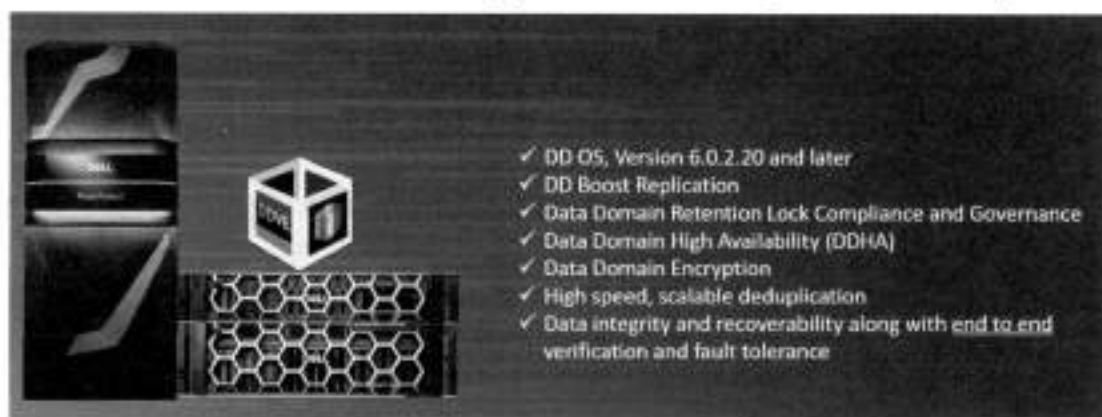 DELL
DDVE
✓ DD OS, Version 6.0.2.20 and later
✓ DD Boost Replication
✓ Data Domain Retention Lock Compliance and Governance
✓ Data Domain High Availability (DDHA)
✓ Data Domain Encryption
✓ High speed, scalable deduplication
✓ Data integrity and recoverability along with end to end
verification and fault tolerance